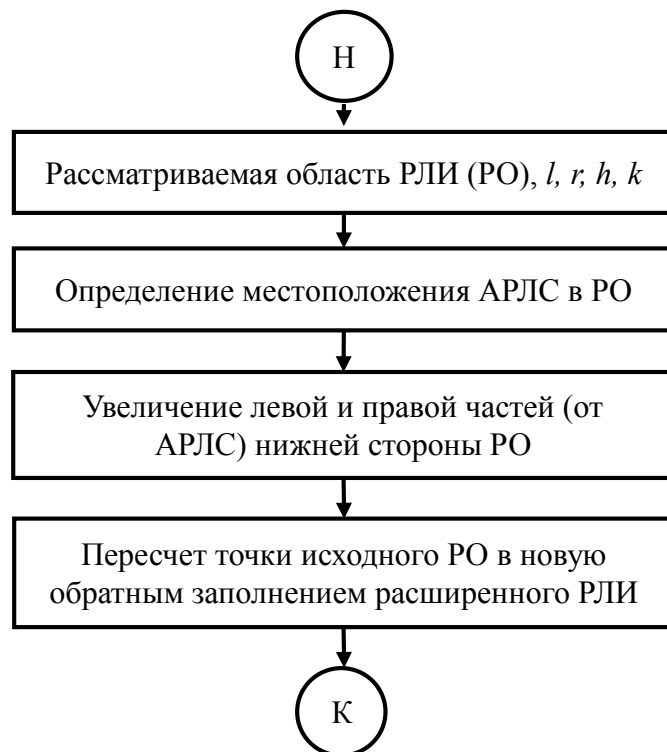 Н
Рассматриваемая область РЛИ (РО), l, r, h, k
Определение местоположения АРЛС в РО
Увеличение левой и правой частей (от
АРЛС) нижней стороны РО
Пересчет точки исходного РО в новую
обратным заполнением расширенного РЛИ
К